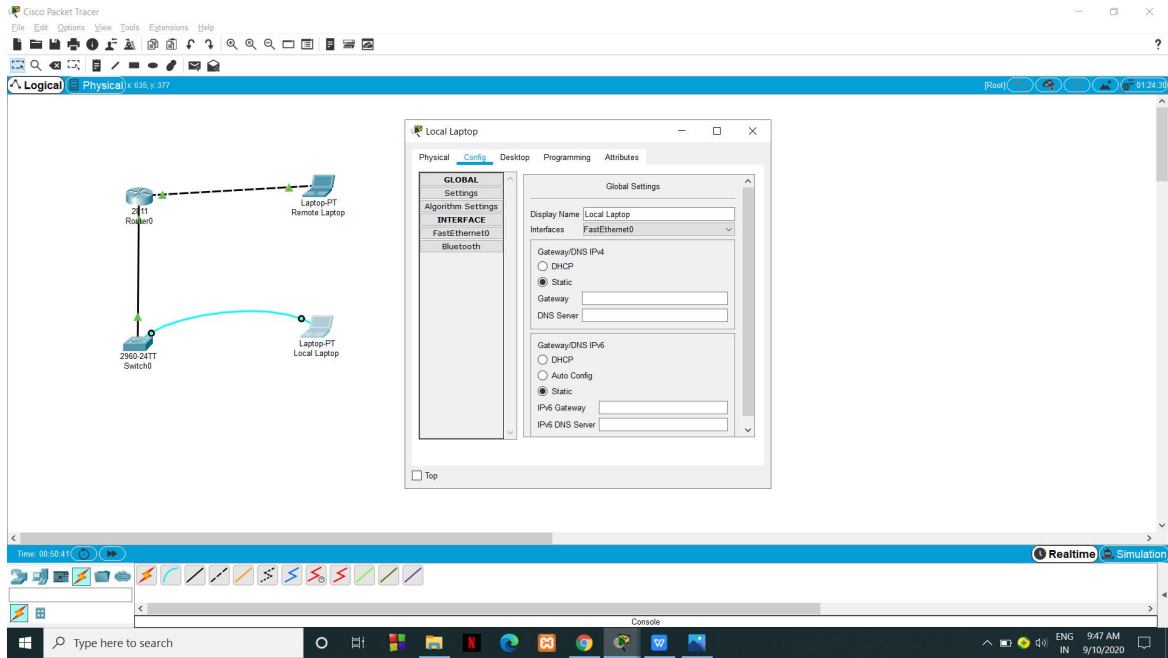 Cisco Packet Tracer
File Edit Options View Tools Extensions Help
?
Logical Physical x: 635, y: 377 [Root] 01:24:30
Local Laptop
Physical Config Desktop Programming Attributes
GLOBAL
Settings
Algorithm Settings
INTERFACE
FastEthernet0
Bluetooth
Global Settings
Display Name Local Laptop
Interfaces FastEthernet0
Gateway/DNS IPv4
DHCP
Static
Gateway
DNS Server
Gateway/DNS IPv6
DHCP
Auto Config
Static
IPv6 Gateway
IPv6 DNS Server
Top
2811
Router0
Laptop-PT
Remote Laptop
2960-24TT
Switch0
Laptop-PT
Local Laptop
Time: 00:50:41 Realtime Simulation
Console
Type here to search
ENG 9:47 AM
IN 9/10/2020